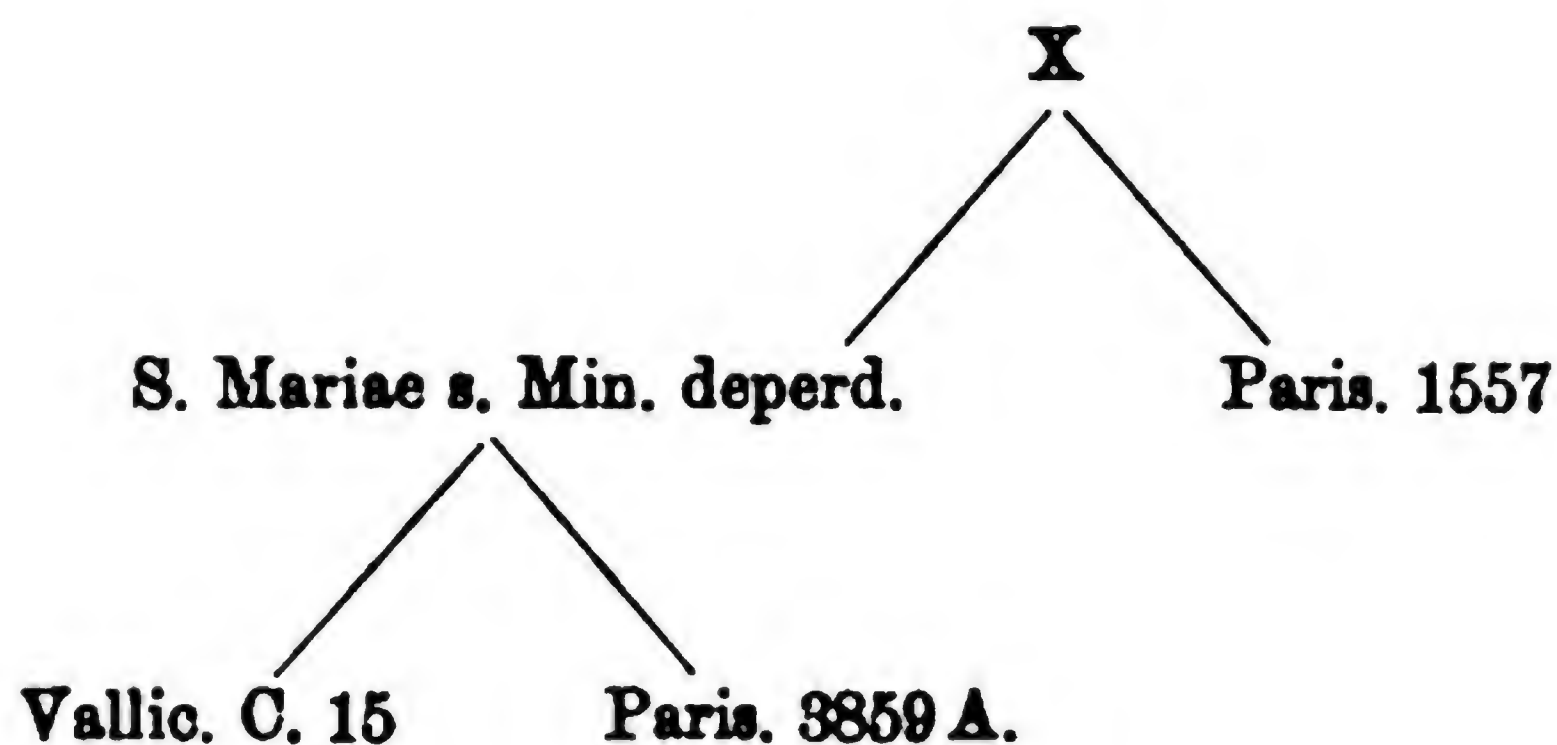 X
S. Mariae s. Min. deperd. Paris. 1557
Vallic. C. 15 Paris. 3859 A.